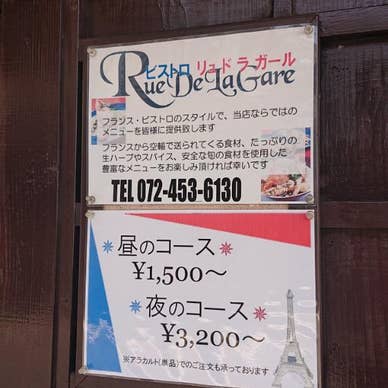 ビストロ リュド ラ ガール
Rue De La Gare
フランス・ビストロのスタイルで、当店ならではの
メニューを皆様に提供致します
フランスから空輸で送られてくる食材、たっぷりの
生ハーブやスパイス、安全な旬の食材を使用した
豊富なメニューをお楽しみ頂ければ幸いです
TEL 072-453-6130
＊昼のコース＊
¥1,500～
＊夜のコース＊
¥3,200～
※アラカルト(単品)でのご注文も承っております